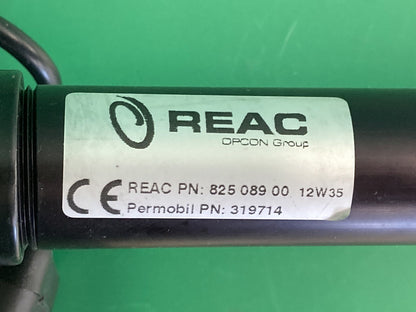 REAC
OPCON Group
CE REAC PN: 825 089 00 12W35
Permobil PN: 319714